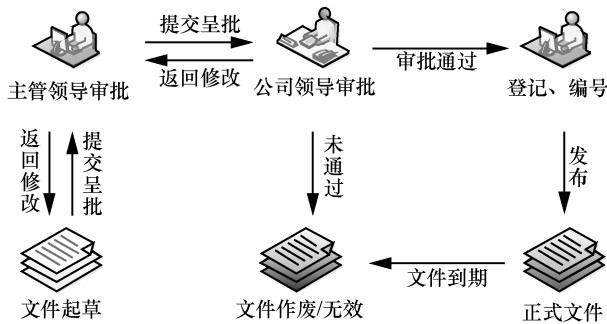 提交呈批
返回修改
审批通过
主管领导审批
公司领导审批
登记、编号
返回修改
提交呈批
未通过
发布
文件到期
文件起草
文件作废/无效
正式文件